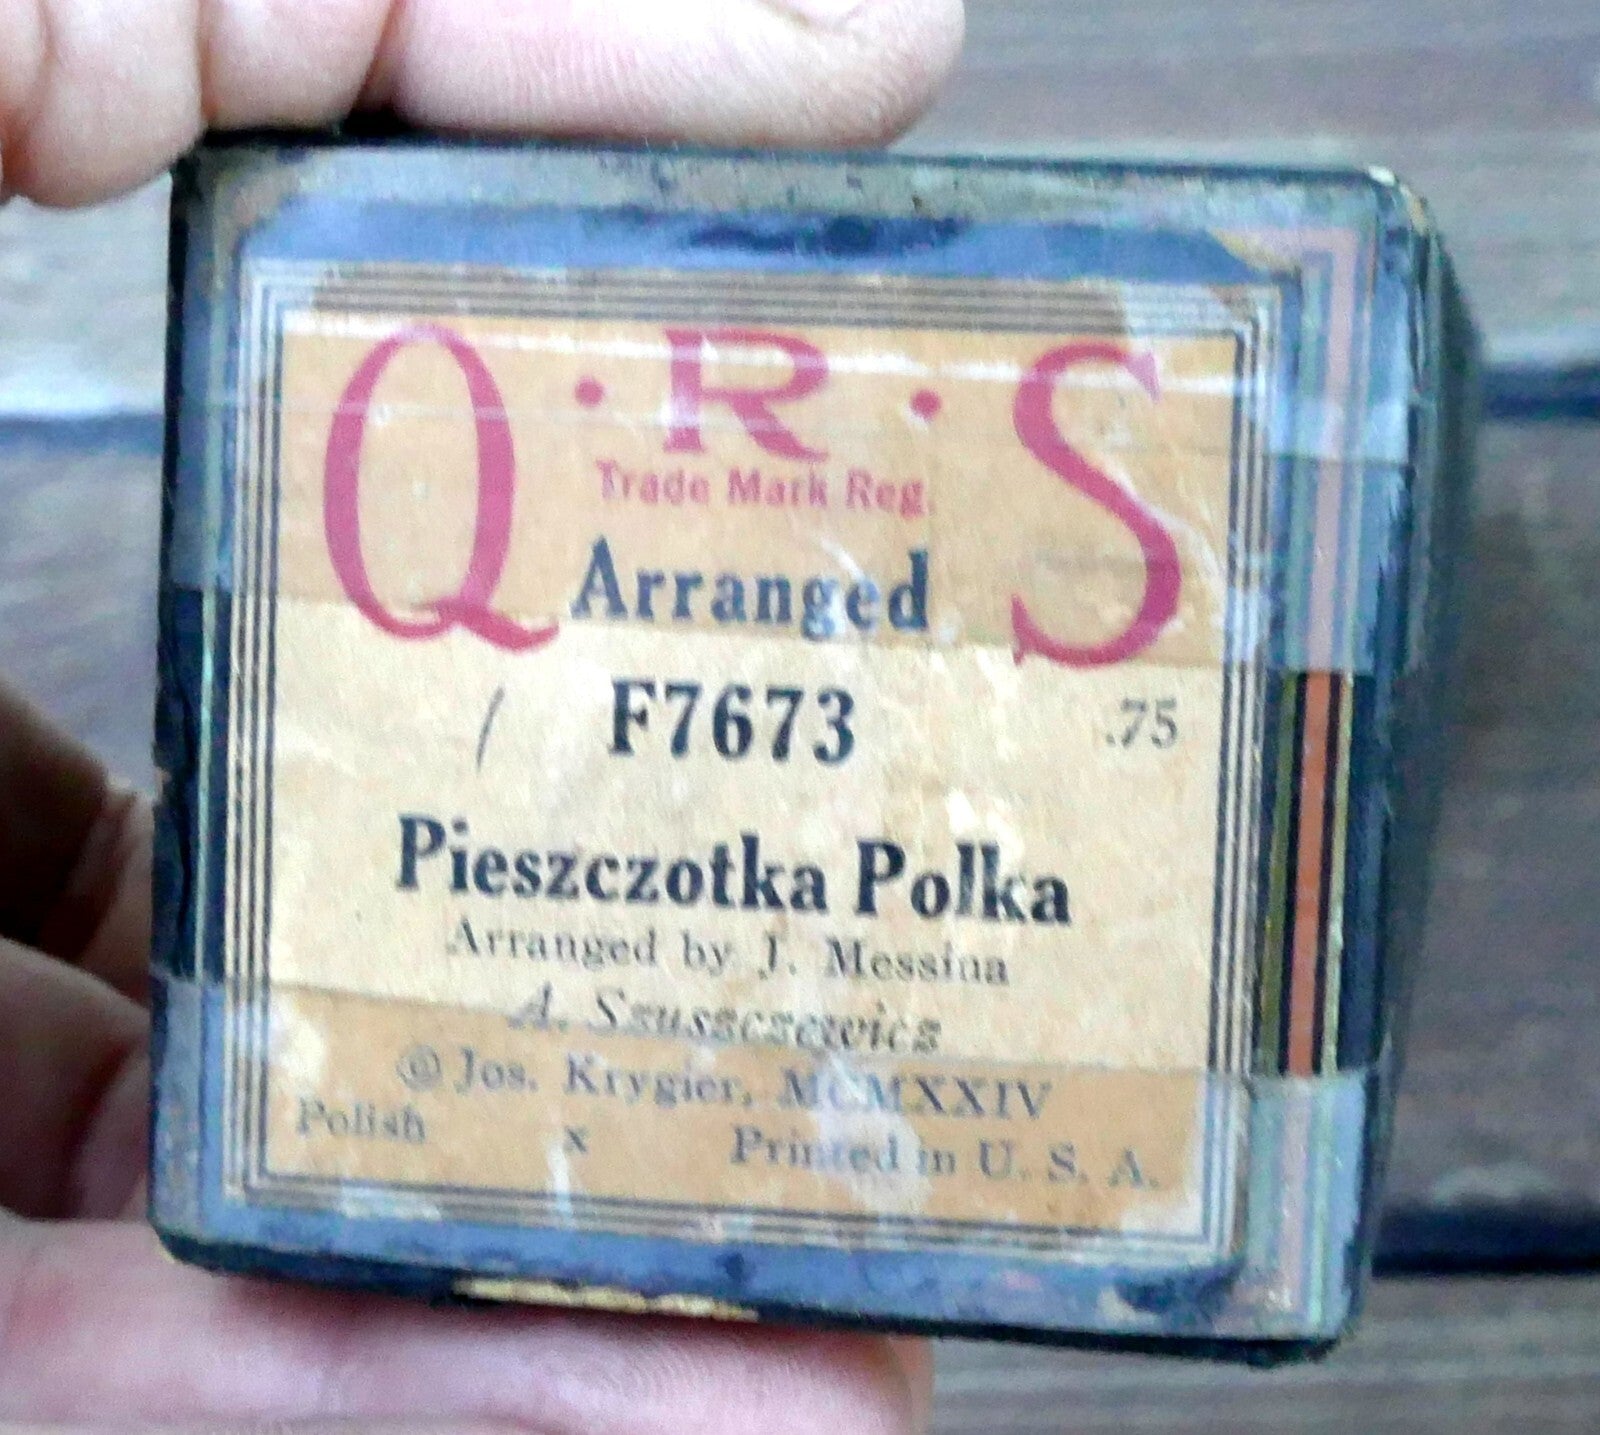 Q·R·S
Trade Mark Reg.
Arranged
F7673 .75
Pieszczotka Polka
Arranged by J. Messina
A. Szuszczewicz
© Jos. Krygier, MCMXXIV
Polish x Printed in U. S. A.